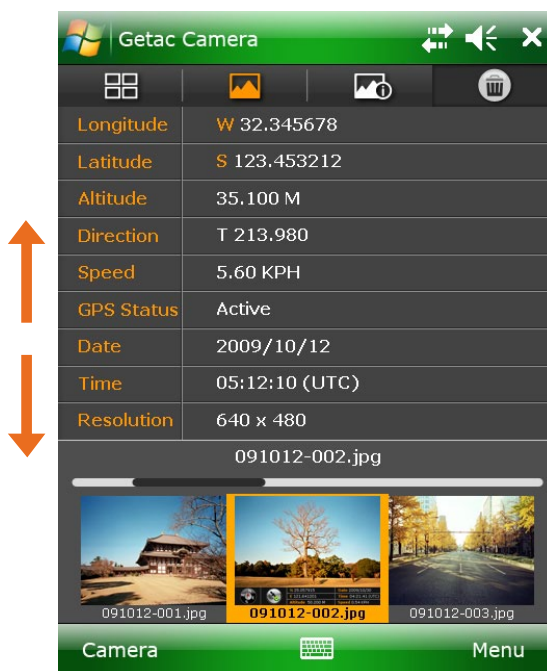 Getac Camera
Longitude W 32.345678
Latitude S 123.453212
Altitude 35.100 M
Direction T 213.980
Speed 5.60 KPH
GPS Status Active
Date 2009/10/12
Time 05:12:10 (UTC)
Resolution 640 x 480
091012-002.jpg
091012-001.jpg 091012-002.jpg 091012-003.jpg
Camera Menu